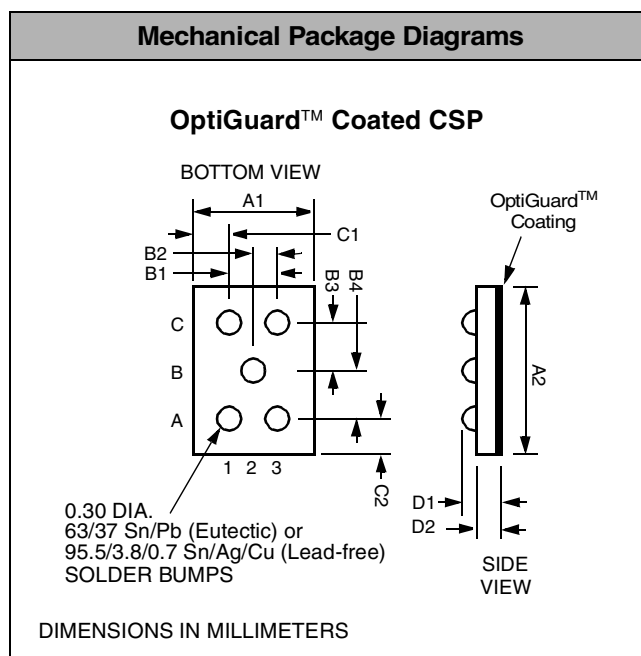 Mechanical Package Diagrams
OptiGuard™ Coated CSP
BOTTOM VIEW
A1
OptiGuard™
Coating
C1
B2
B1
B3
B4
C
B
A
A2
1 2 3
C2
D1
D2
0.30 DIA.
63/37 Sn/Pb (Eutectic) or
95.5/3.8/0.7 Sn/Ag/Cu (Lead-free)
SOLDER BUMPS
SIDE
VIEW
DIMENSIONS IN MILLIMETERS